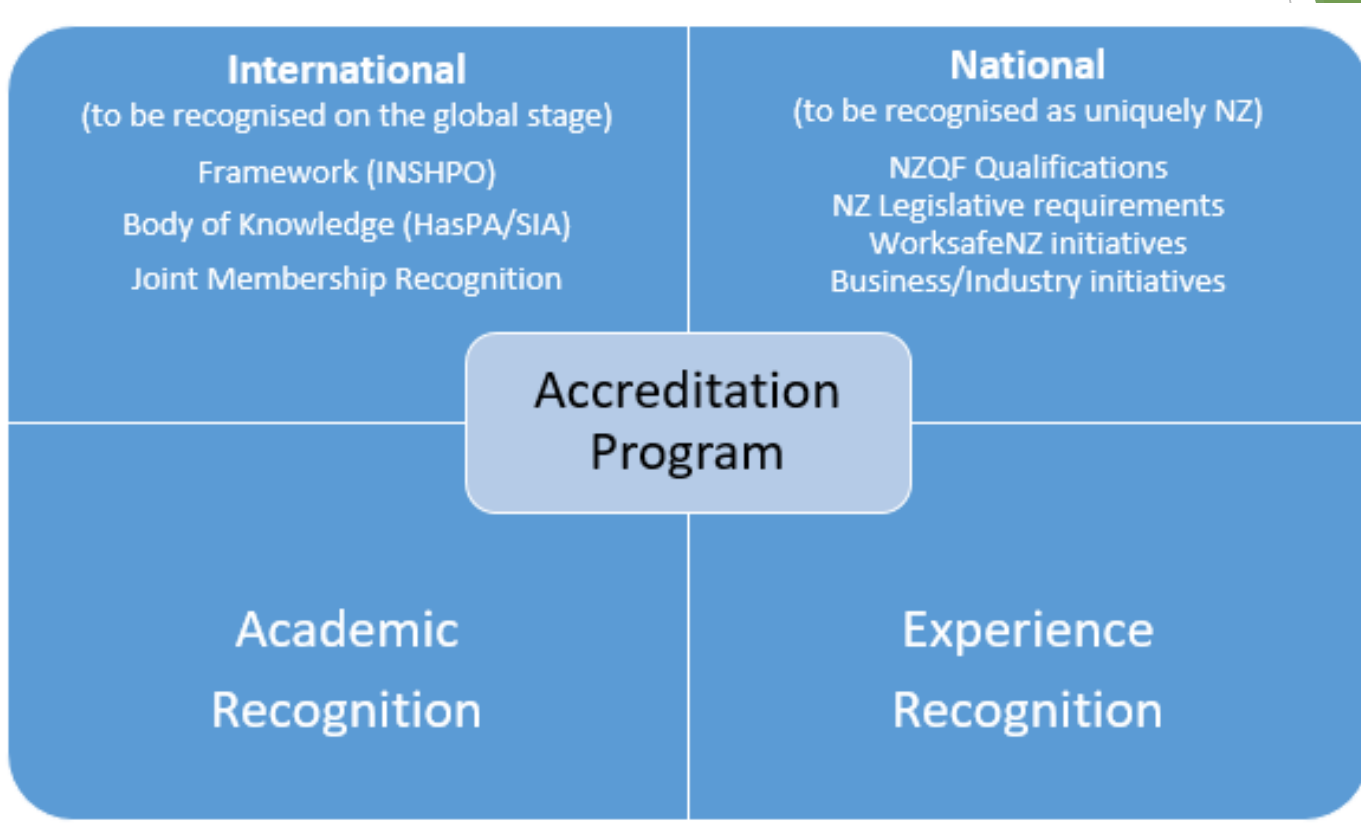 International
(to be recognised on the global stage)
Framework (INSHPO)
Body of Knowledge (HasPA/SIA)
Joint Membership Recognition
National
(to be recognised as uniquely NZ)
NZQF Qualifications
NZ Legislative requirements
WorksafeNZ initiatives
Business/Industry initiatives
Accreditation
Program
Academic
Recognition
Experience
Recognition